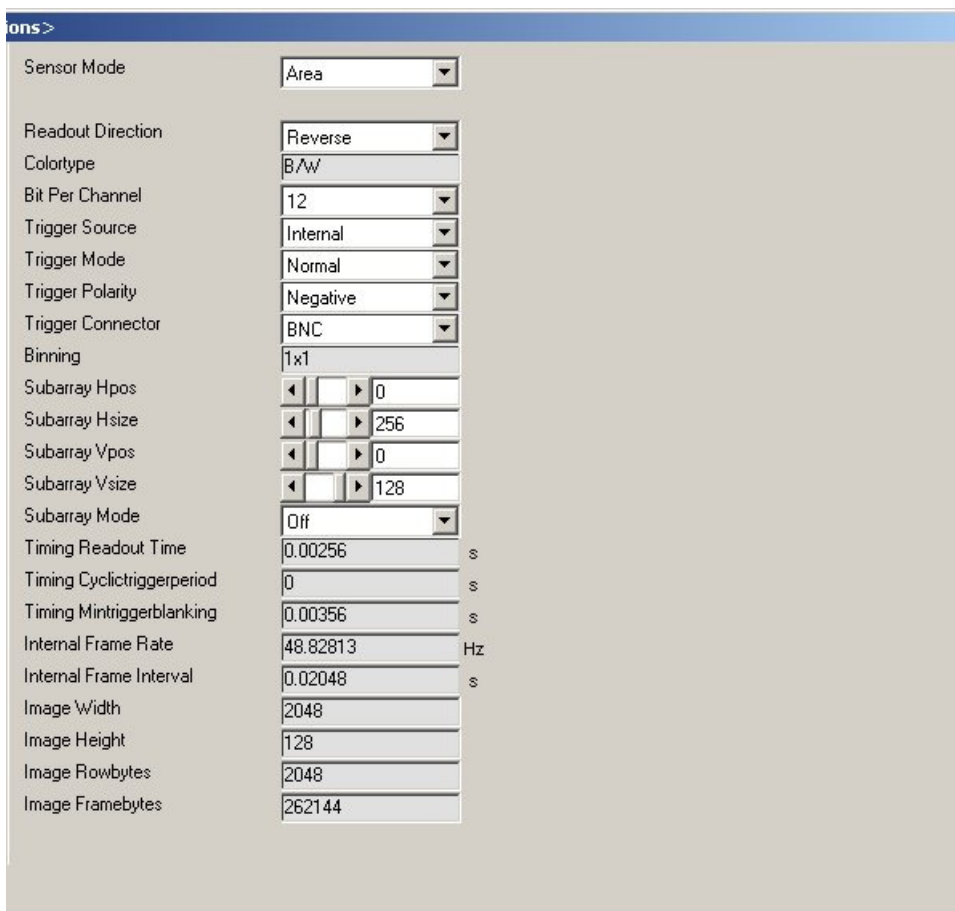 ions>
Sensor Mode Area
Readout Direction Reverse
Colortype B/W
Bit Per Channel 12
Trigger Source Internal
Trigger Mode Normal
Trigger Polarity Negative
Trigger Connector BNC
Binning 1x1
Subarray Hpos 0
Subarray Hsize 256
Subarray Vpos 0
Subarray Vsize 128
Subarray Mode Off
Timing Readout Time 0.00256 s
Timing Cyclictriggerperiod 0 s
Timing Mintriggerblanking 0.00356 s
Internal Frame Rate 48.82813 Hz
Internal Frame Interval 0.02048 s
Image Width 2048
Image Height 128
Image Rowbytes 2048
Image Framebytes 262144